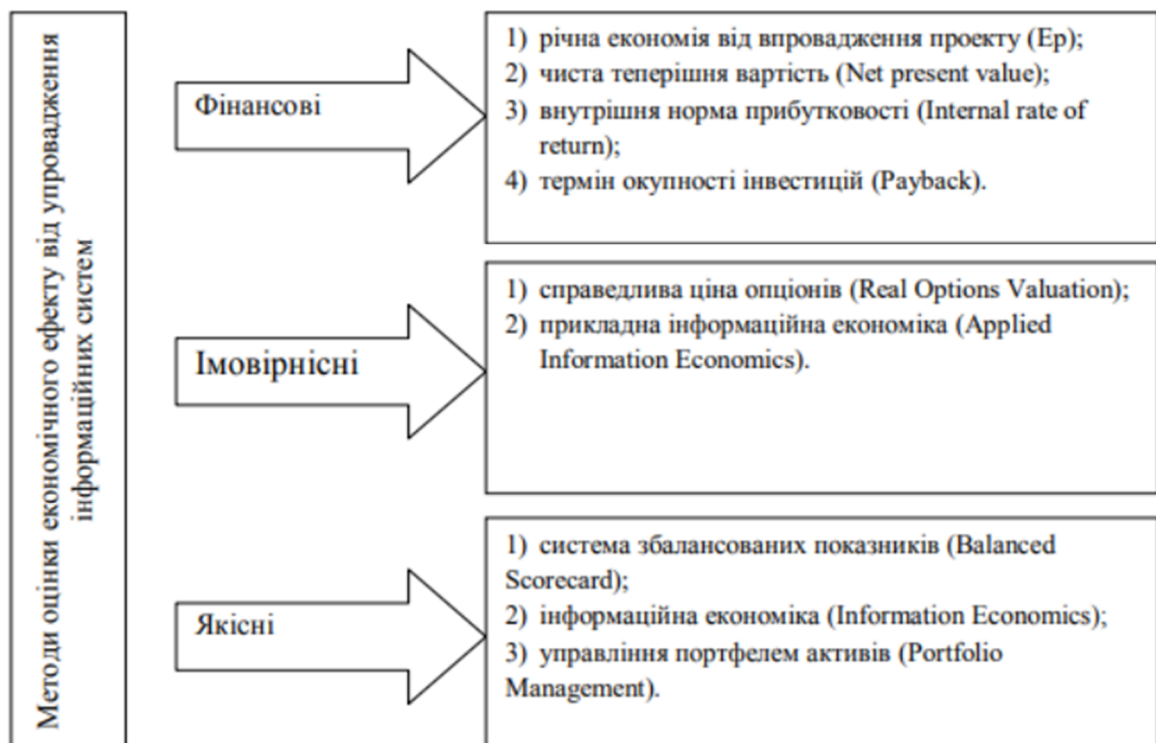 Методи оцінки економічного ефекту від упровадження
інформаційних систем
Фінансові
1) річна економія від впровадження проекту (Ер);
2) чиста теперішня вартість (Net present value);
3) внутрішня норма прибутковості (Internal rate of
return);
4) термін окупності інвестицій (Payback).
Імовірнісні
1) справедлива ціна опціонів (Real Options Valuation);
2) прикладна інформаційна економіка (Applied
Information Economics).
Якісні
1) система збалансованих показників (Balanced
Scorecard);
2) інформаційна економіка (Information Economics);
3) управління портфелем активів (Portfolio
Management).